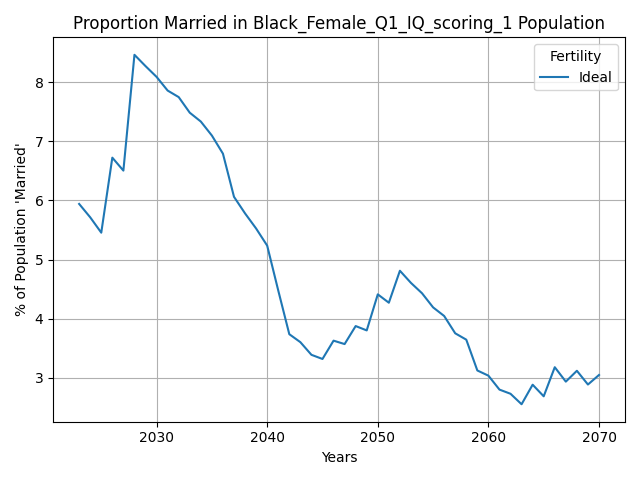 Proportion Married in Black_Female_Q1_IQ_scoring_1 Population
Fertility
Ideal
% of Population 'Married'
8
7
6
5
4
3
2030 2040 2050 2060 2070
Years